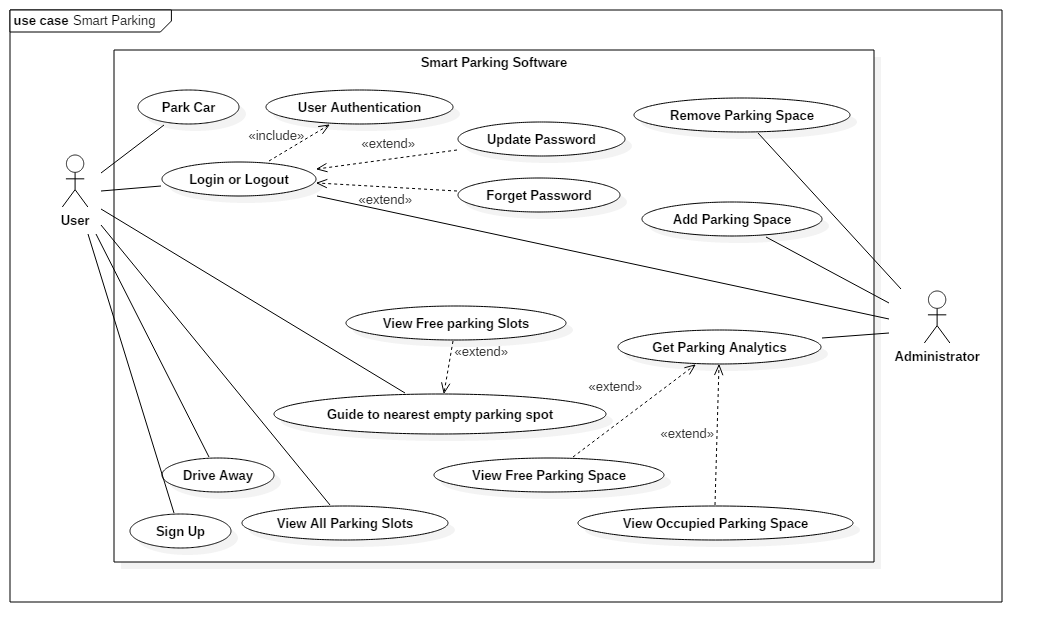 use case Smart Parking
Smart Parking Software
Park Car
User Authentication
Remove Parking Space
«include»
«extend»
Update Password
Login or Logout
Forget Password
«extend»
User
Add Parking Space
View Free parking Slots
«extend»
Get Parking Analytics
Administrator
«extend»
Guide to nearest empty parking spot
«extend»
Drive Away
View Free Parking Space
Sign Up
View All Parking Slots
View Occupied Parking Space